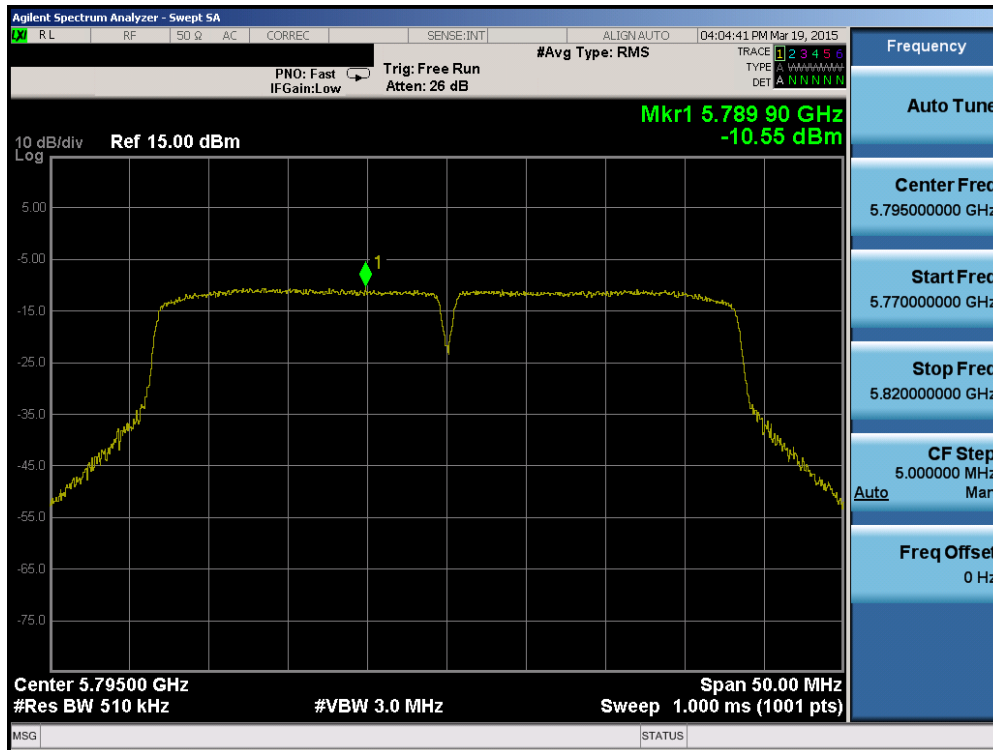 Agilent Spectrum Analyzer - Swept SA
LXI RL RF 50 Ω AC CORREC SENSE:INT ALIGN AUTO 04:04:41 PM Mar 19, 2015
#Avg Type: RMS TRACE 1 2 3 4 5 6
PNO: Fast Trig: Free Run TYPE A WWWWW
IFGain:Low Atten: 26 dB DET A N N N N N
Mkr1 5.789 90 GHz
-10.55 dBm
10 dB/div Ref 15.00 dBm
Log
5.00
-5.00
1
-15.0
-25.0
-35.0
-45.0
-55.0
-65.0
-75.0
Center 5.79500 GHz Span 50.00 MHz
#Res BW 510 kHz #VBW 3.0 MHz Sweep 1.000 ms (1001 pts)
MSG STATUS
Frequency
Auto Tune
Center Freq
5.795000000 GHz
Start Freq
5.770000000 GHz
Stop Freq
5.820000000 GHz
CF Step
5.000000 MHz
Auto Man
Freq Offset
0 Hz